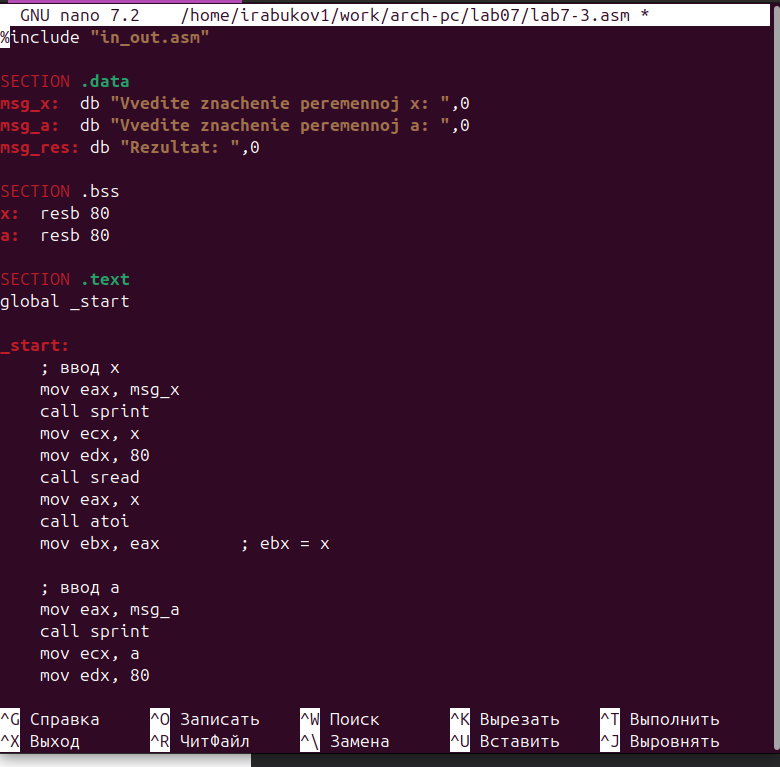 GNU nano 7.2 /home/irabukov1/work/arch-pc/lab07/lab7-3.asm *
%include "in_out.asm"
SECTION .data
msg_x: db "Vvedite znachenie peremennoj x: ",0
msg_a: db "Vvedite znachenie peremennoj a: ",0
msg_res: db "Rezultat: ",0
SECTION .bss
x: resb 80
a: resb 80
SECTION .text
global _start
_start:
; ввод x
mov eax, msg_x
call sprint
mov ecx, x
mov edx, 80
call sread
mov eax, x
call atoi
mov ebx, eax ; ebx = x
; ввод a
mov eax, msg_a
call sprint
mov ecx, a
mov edx, 80
^G Справка ^O Записать ^W Поиск ^K Вырезать ^T Выполнить
^X Выход ^R ЧитФайл ^\ Замена ^U Вставить ^J Выровнять